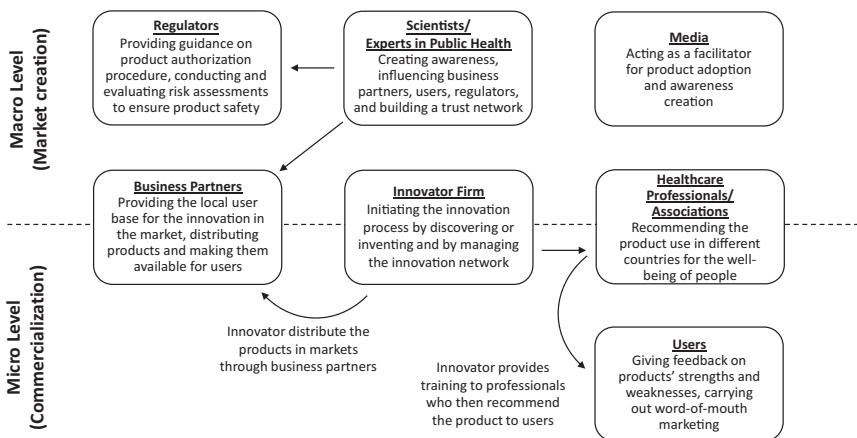 Macro Level
(Market creation)
Regulators
Providing guidance on
product authorization
procedure, conducting and
evaluating risk assessments
to ensure product safety
Scientists/
Experts in Public Health
Creating awareness,
influencing business
partners, users, regulators,
and building a trust network
Media
Acting as a facilitator
for product adoption
and awareness
creation
Business Partners
Providing the local user
base for the innovation in
the market, distributing
products and making them
available for users
Innovator Firm
Initiating the innovation
process by discovering or
inventing and by managing
the innovation network
Healthcare
Professionals/
Associations
Recommending the
product use in different
countries for the well-
being of people
Micro Level
(Commercialization)
Innovator distribute the
products in markets
through business partners
Innovator provides
training to professionals
who then recommend
the product to users
Users
Giving feedback on
products’ strengths and
weaknesses, carrying
out word-of-mouth
marketing